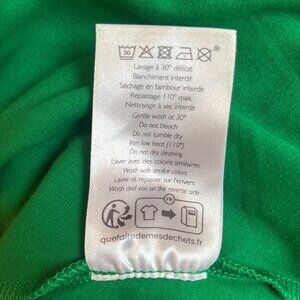 30
Lavage à 30° délicat
Blanchiment interdit
Séchage en tambour interdit
Repassage 110° max.
Nettoyage à sec interdit
Gentle wash at 30°
Do not bleach
Do not tumble dry
Iron low heat (110°)
Do not dry cleaning
Laver avec des coloris similaires
Wash with similar colors
Laver et repasser sur l'envers
Wash and iron on the reverse side
FR
quefairedemesdechets.fr